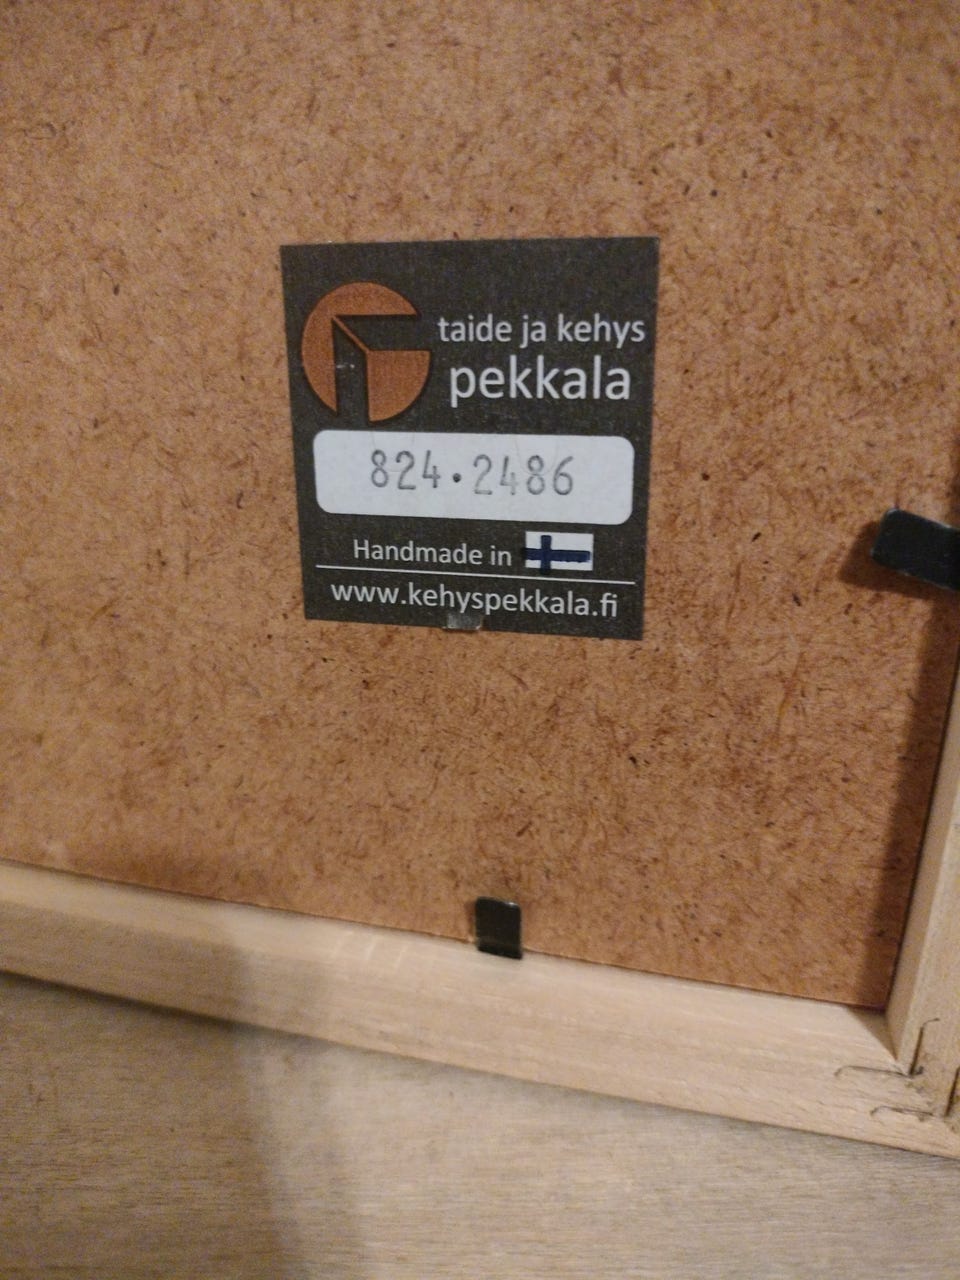 taide ja kehys
pekkala
824.2486
Handmade in
www.kehyspekkala.fi